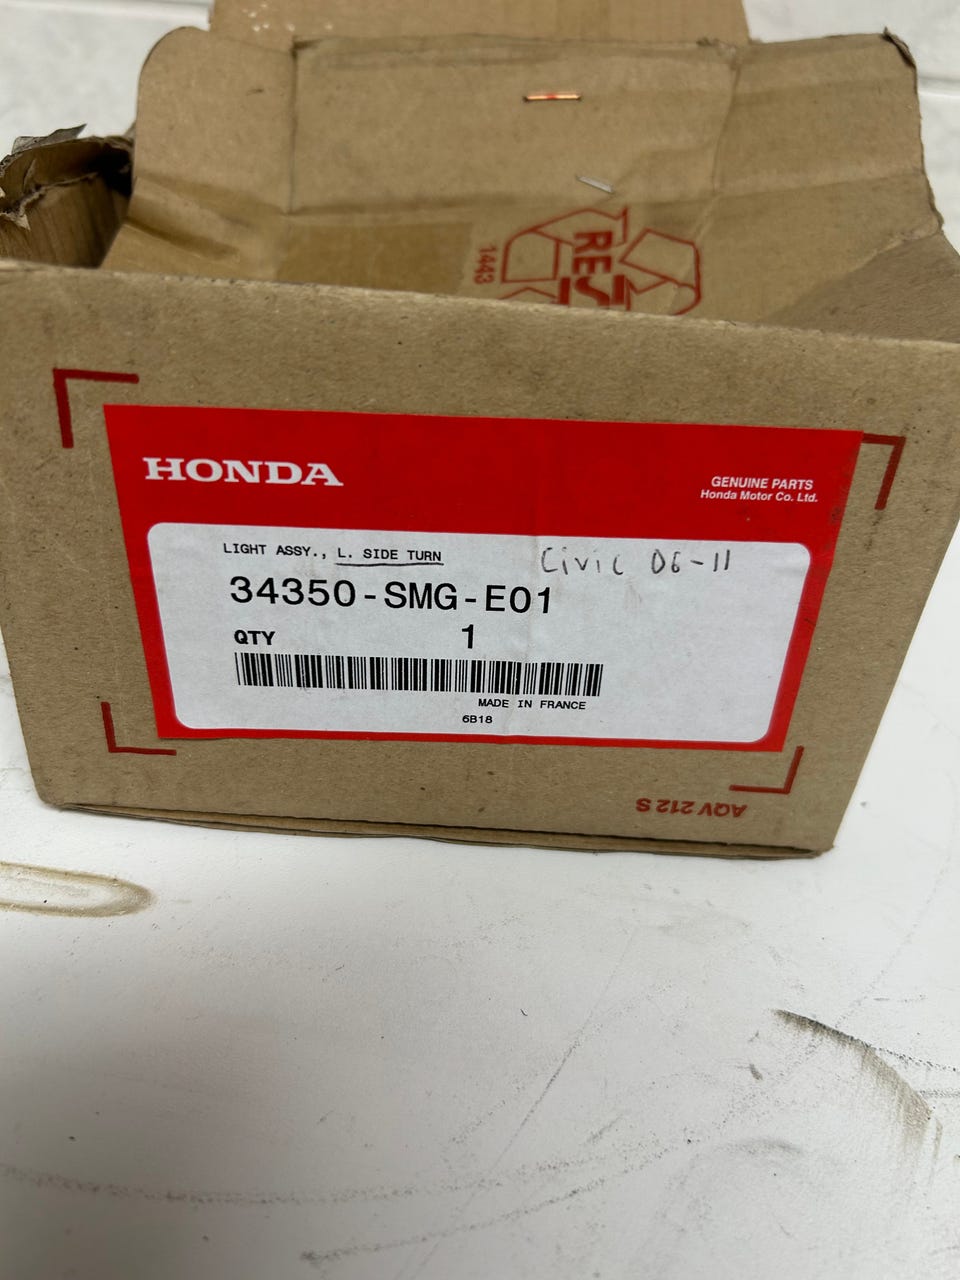 RES
1443
HONDA
GENUINE PARTS
Honda Motor Co. Ltd.
LIGHT ASSY., L. SIDE TURN
Civic 06-11
34350-SMG-E01
QTY 1
MADE IN FRANCE
6B18
AQV 212 S